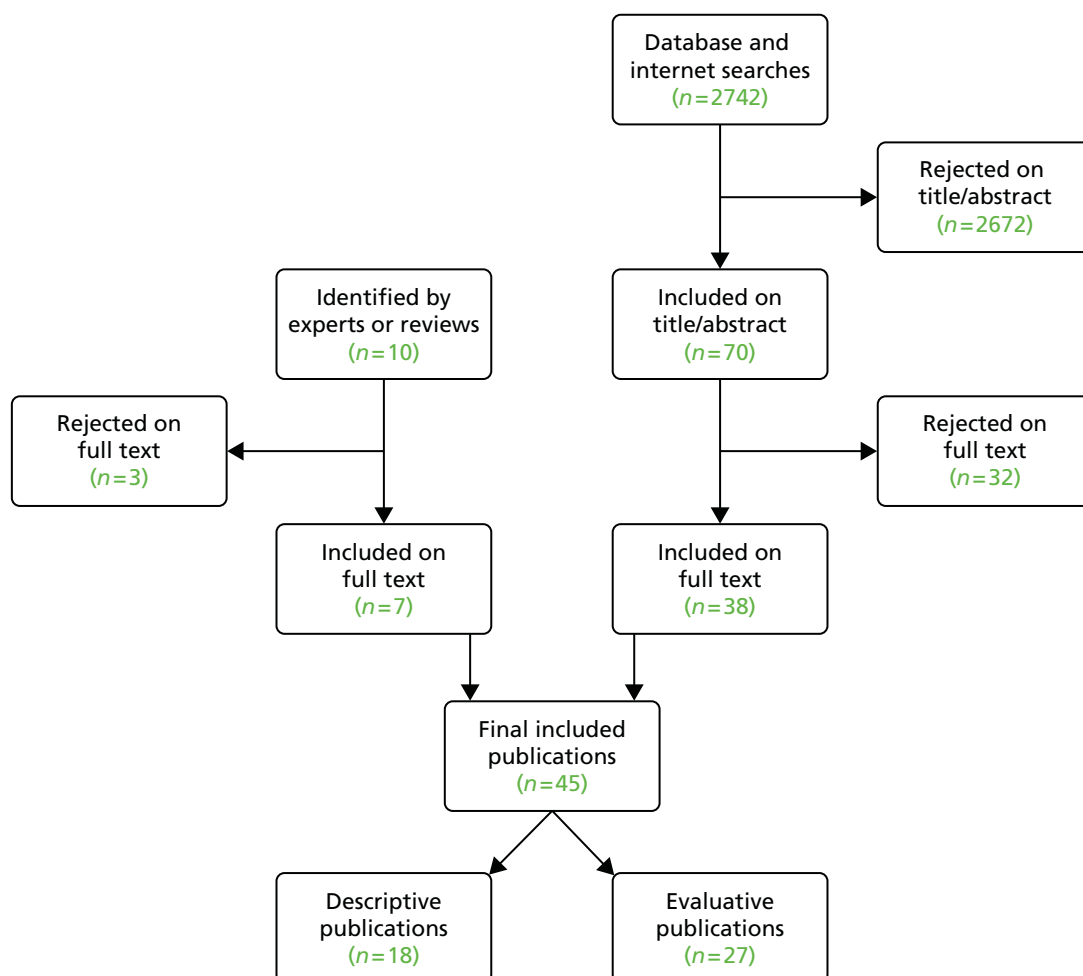 Database and
internet searches
(n=2742)
Rejected on
title/abstract
(n=2672)
Identified by
experts or reviews
(n=10)
Included on
title/abstract
(n=70)
Rejected on
full text
(n=3)
Rejected on
full text
(n=32)
Included on
full text
(n=7)
Included on
full text
(n=38)
Final included
publications
(n=45)
Descriptive
publications
(n=18)
Evaluative
publications
(n=27)